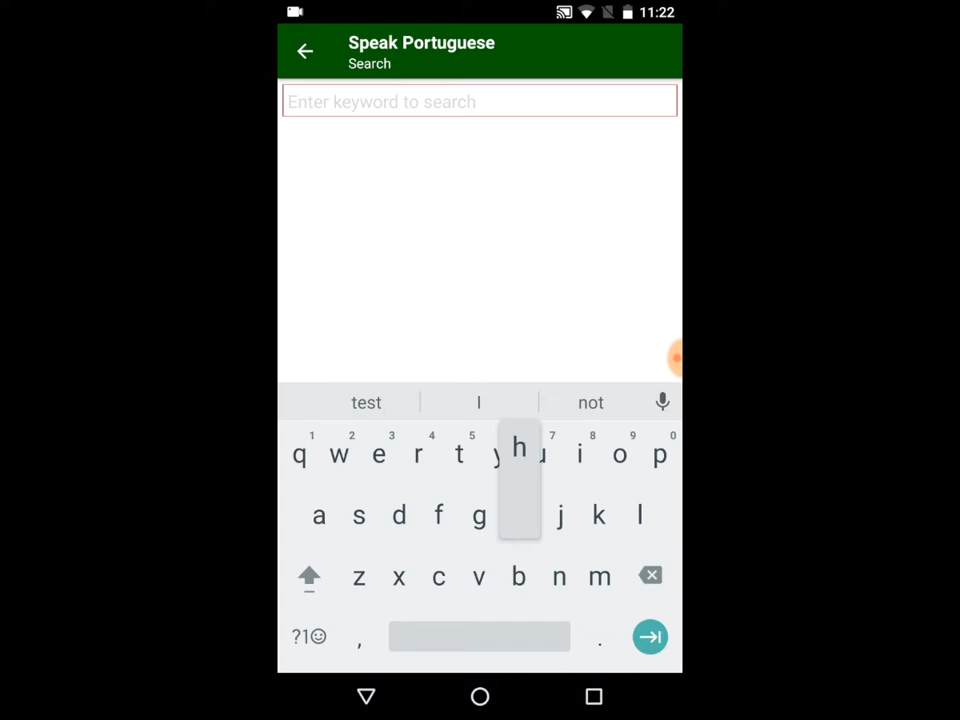 11:22
Speak Portuguese
Search
Enter keyword to search
test I not
1 2 3 4 5 7 8 9 0
q w e r t y h u i o p
a s d f g j k l
z x c v b n m
?1☺ , .